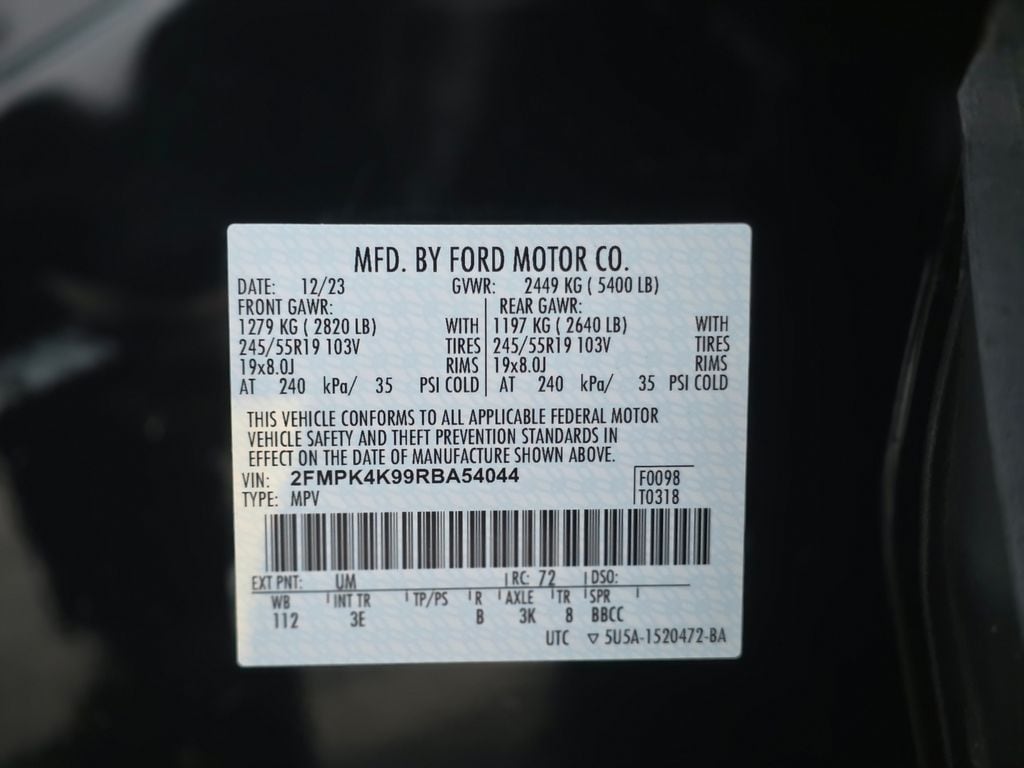 MFD. BY FORD MOTOR CO.
DATE: 12/23 GVWR: 2449 KG ( 5400 LB)
FRONT GAWR: REAR GAWR:
1279 KG ( 2820 LB) WITH 1197 KG ( 2640 LB) WITH
245/55R19 103V TIRES 245/55R19 103V TIRES
19x8.0J RIMS 19x8.0J RIMS
AT 240 kPa/ 35 PSI COLD AT 240 kPa/ 35 PSI COLD
THIS VEHICLE CONFORMS TO ALL APPLICABLE FEDERAL MOTOR
VEHICLE SAFETY AND THEFT PREVENTION STANDARDS IN
EFFECT ON THE DATE OF MANUFACTURE SHOWN ABOVE.
VIN: 2FMPK4K99RBA54044 F0098
TYPE: MPV T0318
EXT PNT: UM RC: 72 DSO:
WB INT TR TP/PS R AXLE TR SPR
112 3E B 3K 8 BBCC
UTC ▽ 5U5A-1520472-BA